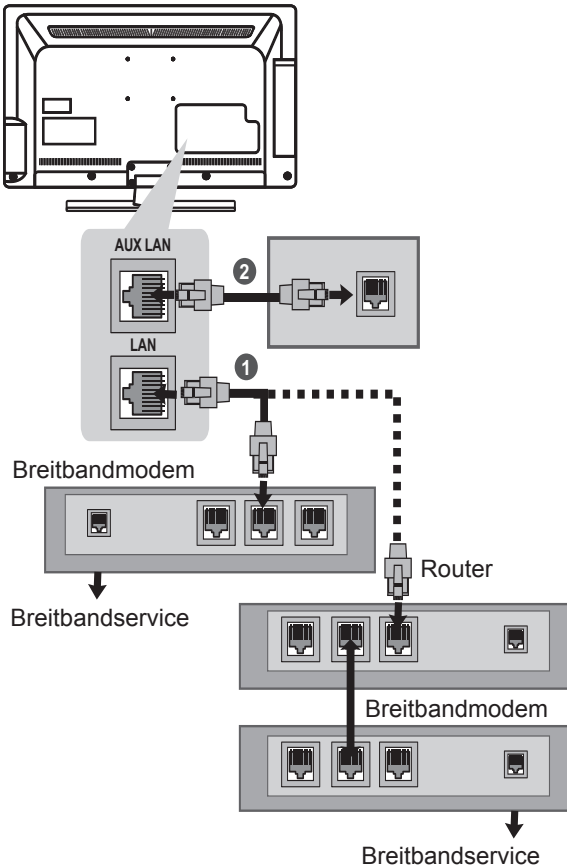 AUX LAN
2
LAN
1
Breitbandmodem
Router
Breitbandservice
Breitbandmodem
Breitbandservice